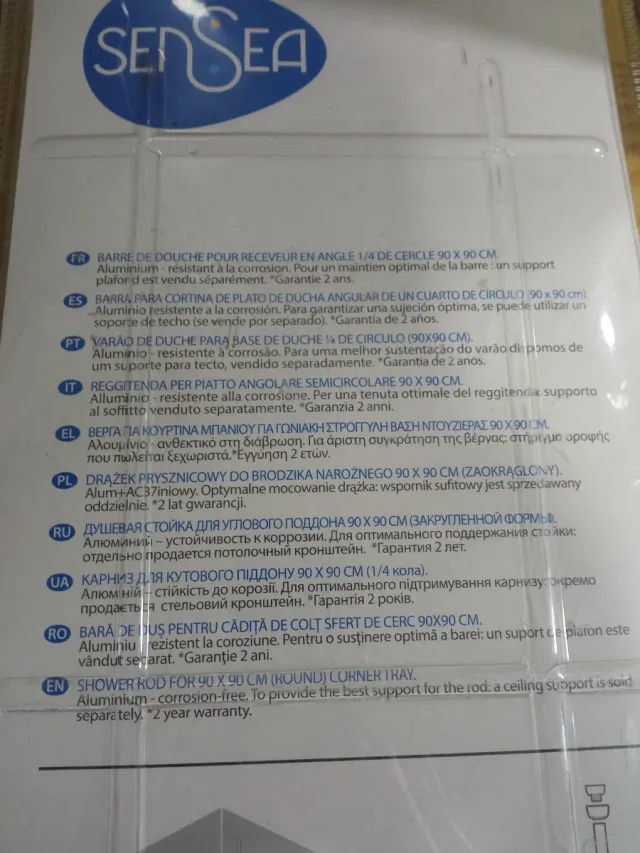 SENSEA
FR BARRE DE DOUCHE POUR RECEVEUR EN ANGLE 1/4 DE CERCLE 90 X 90 CM.
Aluminium - résistant à la corrosion. Pour un maintien optimal de la barre : un support
plafond est vendu séparément. *Garantie 2 ans.
ES BARRA PARA CORTINA DE PLATO DE DUCHA ANGULAR DE UN CUARTO DE CÍRCULO (90 x 90 cm).
Aluminio resistente a la corrosión. Para garantizar una sujeción óptima, se puede utilizar un
soporte de techo (se vende por separado). *Garantía de 2 años.
PT VARÃO DE DUCHE PARA BASE DE DUCHE ¼ DE CIRCULO (90X90 CM).
Alumínio - resistente à corrosão. Para uma melhor sustentação do varão dispomos de
um suporte para tecto, vendido separadamente. *Garantia de 2 anos.
IT REGGITENDA PER PIATTO ANGOLARE SEMICIRCOLARE 90 X 90 CM.
Alluminio - resistente alla corrosione. Per una tenuta ottimale del reggitenda: supporto
al soffitto venduto separatamente. *Garanzia 2 anni.
EL ΒΕΡΓΑ ΓΙΑ ΚΟΥΡΤΙΝΑ ΜΠΑΝΙΟΥ ΓΙΑ ΓΩΝΙΑΚΗ ΣΤΡΟΓΓΥΛΗ ΒΑΣΗ ΝΤΟΥΖΙΕΡΑΣ 90 X 90 CM.
Αλουμίνιο - ανθεκτικό στη διάβρωση. Για άριστη συγκράτηση της βέργας: στήριγμα οροφής
που πωλείται ξεχωριστά.*Εγγύηση 2 ετών.
PL DRĄŻEK PRYSZNICOWY DO BRODZIKA NAROŻNEGO 90 X 90 CM (ZAOKRĄGLONY).
Alum+AC37iniowy. Optymalne mocowanie drążka: wspornik sufitowy jest sprzedawany
oddzielnie. *2 lat gwarancji.
RU ДУШЕВАЯ СТОЙКА ДЛЯ УГЛОВОГО ПОДДОНА 90 X 90 СМ (ЗАКРУГЛЕННОЙ ФОРМЫ).
Алюминий – устойчивость к коррозии. Для оптимального поддержания стойки:
отдельно продается потолочный кронштейн. *Гарантия 2 лет.
UA КАРНИЗ ДЛЯ КУТОВОГО ПІДДОНУ 90 X 90 СМ (1/4 кола).
Алюміній – стійкість до корозії. Для оптимального підтримування карнизу: окремо
продається стельовий кронштейн. *Гарантія 2 років.
RO BARĂ DE DUȘ PENTRU CĂDIȚĂ DE COLȚ SFERT DE CERC 90X90 CM.
Aluminiu rezistent la coroziune. Pentru o susținere optimă a barei: un suport de plafon este
vândut separat. *Garanție 2 ani.
EN SHOWER ROD FOR 90 X 90 CM (ROUND) CORNER TRAY.
Aluminium - corrosion-free. To provide the best support for the rod: a ceiling support is sold
separately. *2 year warranty.